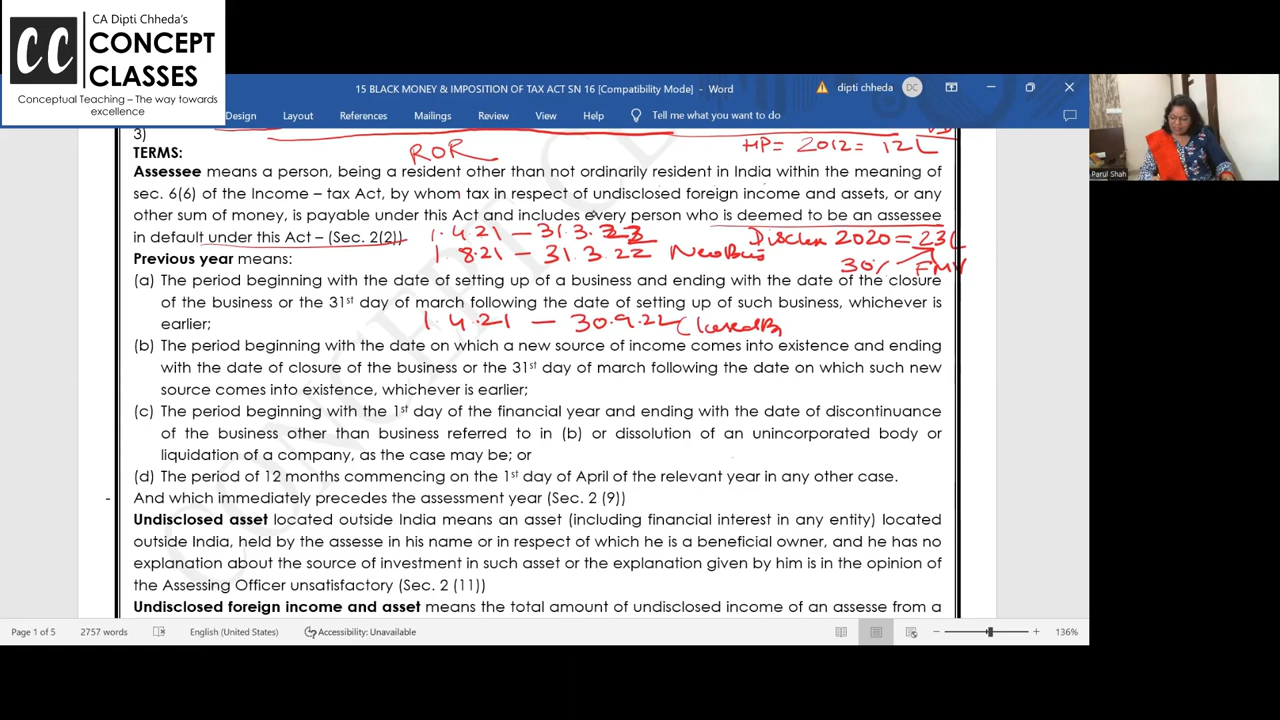 CA Dipti Chheda's
CC CONCEPT CLASSES
Conceptual Teaching – The way towards
excellence
15 BLACK MONEY & IMPOSITION OF TAX ACT SN 16 [Compatibility Mode] - Word
dipti chheda DC
Design Layout References Mailings Review View Help Tell me what you want to do
3)
ROR HP = 2012 = 12L
TERMS:
Assessee means a person, being a resident other than not ordinarily resident in India within the meaning of
sec. 6(6) of the Income – tax Act, by whom tax in respect of undisclosed foreign income and assets, or any
other sum of money, is payable under this Act and includes every person who is deemed to be an assessee
in default under this Act – (Sec. 2(2)) 1.4.21 – 31.3.22 2020 = 23L
Previous year means: 1.8.21 – 31.3.22 New Bus 30% FMV
(a) The period beginning with the date of setting up of a business and ending with the date of the closure
of the business or the 31st day of march following the date of setting up of such business, whichever is
earlier; 1.4.21 – 30.9.22
(b) The period beginning with the date on which a new source of income comes into existence and ending
with the date of closure of the business or the 31st day of march following the date on which such new
source comes into existence, whichever is earlier;
(c) The period beginning with the 1st day of the financial year and ending with the date of discontinuance
of the business other than business referred to in (b) or dissolution of an unincorporated body or
liquidation of a company, as the case may be; or
(d) The period of 12 months commencing on the 1st day of April of the relevant year in any other case.
- And which immediately precedes the assessment year (Sec. 2 (9))
Undisclosed asset located outside India means an asset (including financial interest in any entity) located
outside India, held by the assesse in his name or in respect of which he is a beneficial owner, and he has no
explanation about the source of investment in such asset or the explanation given by him is in the opinion of
the Assessing Officer unsatisfactory (Sec. 2 (11))
Undisclosed foreign income and asset means the total amount of undisclosed income of an assesse from a
Page 1 of 5 2757 words English (United States) Accessibility: Unavailable 136%
Parul Shah